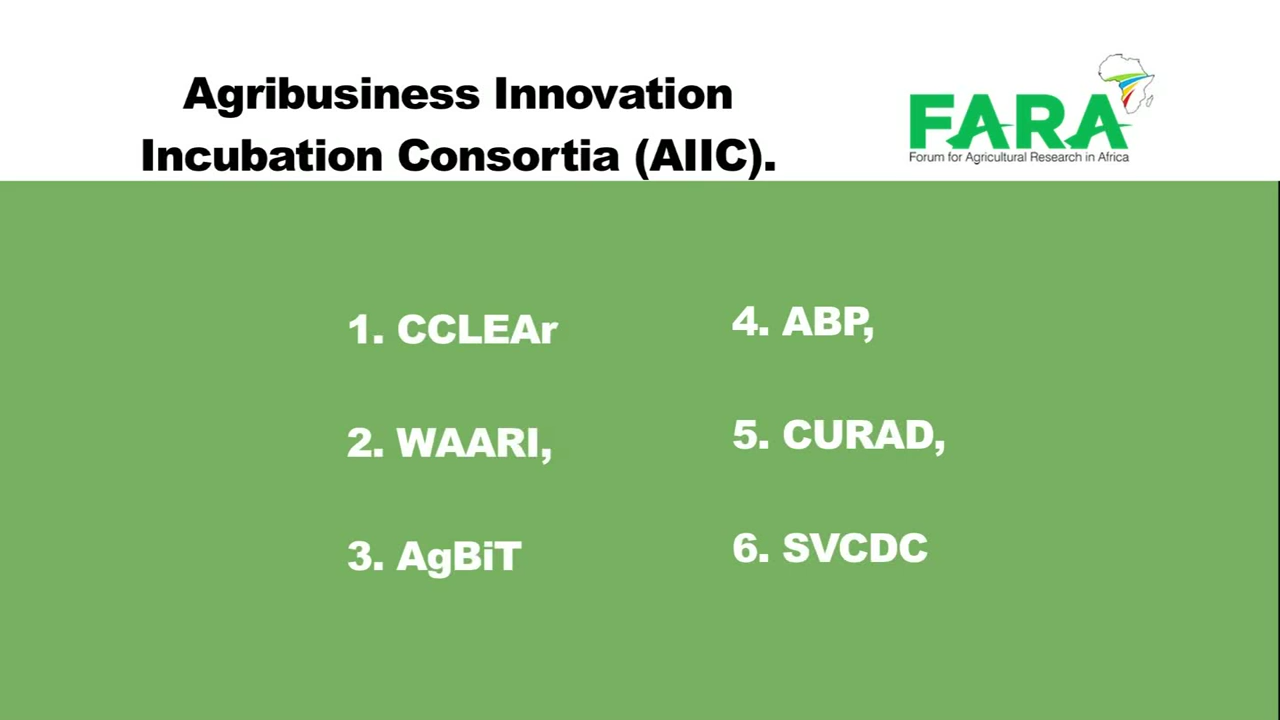 Agribusiness Innovation
Incubation Consortia (AIIC).
FARA
Forum for Agricultural Research in Africa
1. CCLEAr
2. WAARI,
3. AgBiT
4. ABP,
5. CURAD,
6. SVCDC